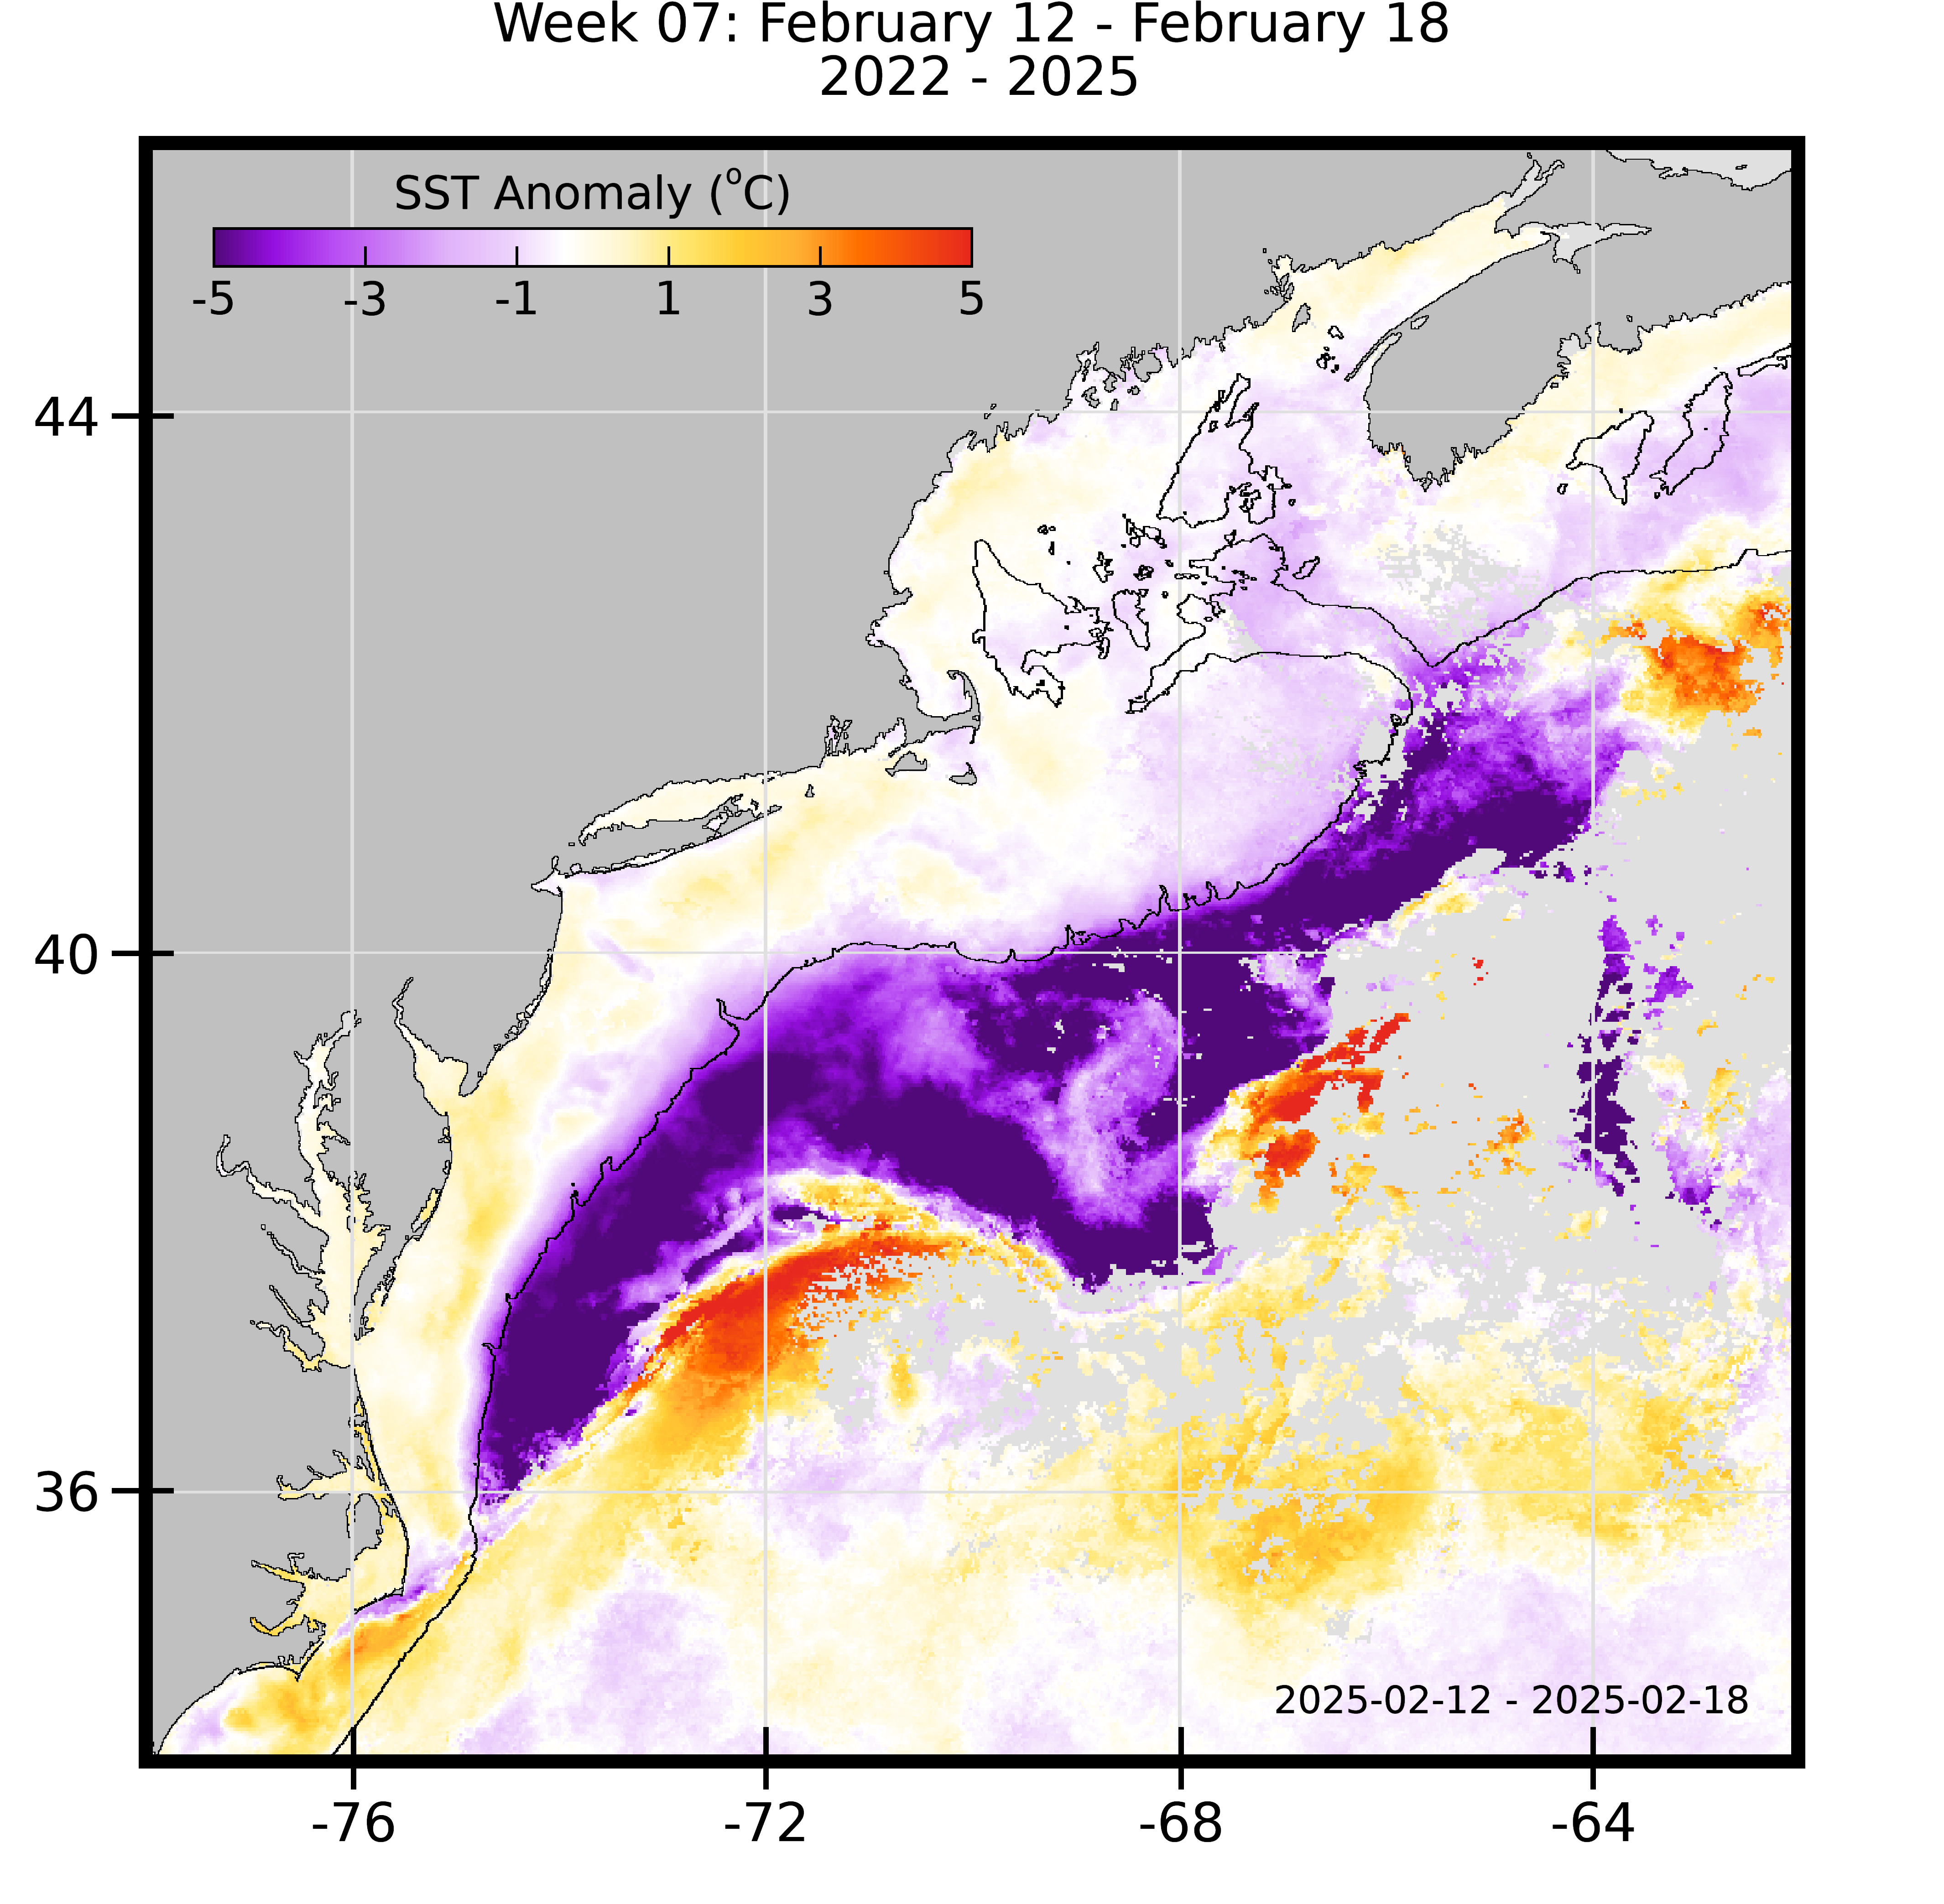 Week 07: February 12 - February 18
2022 - 2025
SST Anomaly (°C)
-5 -3 -1 1 3 5
44
40
36
2025-02-12 - 2025-02-18
-76 -72 -68 -64